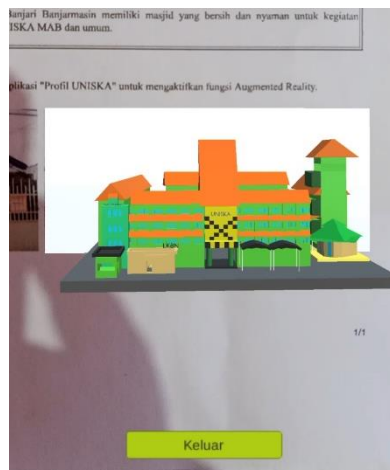 Banjari Banjarmasin memiliki masjid yang bersih dan nyaman untuk kegiatan
ISKA MAB dan umum.
plikasi "Profil UNISKA" untuk mengaktifkan fungsi Augmented Reality.
UNISKA
1/1
Keluar